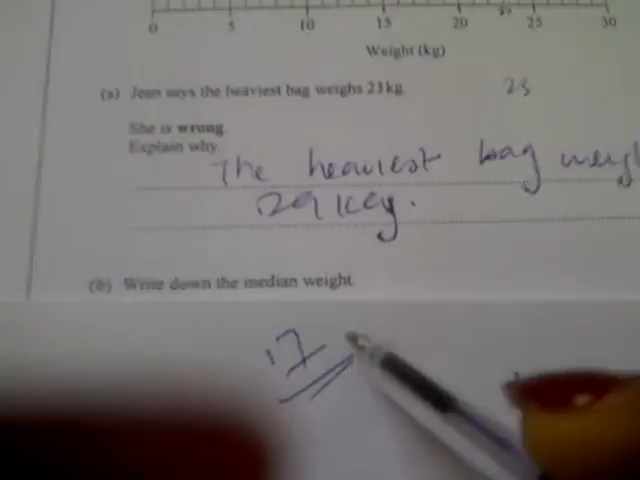 0 5 10 15 20 25 30
Weight (kg)
(a) Jean says the heaviest bag weighs 23 kg.
23
She is wrong
Explain why
The heaviest bag weigh
29 kg.
(b) Write down the median weight.
17